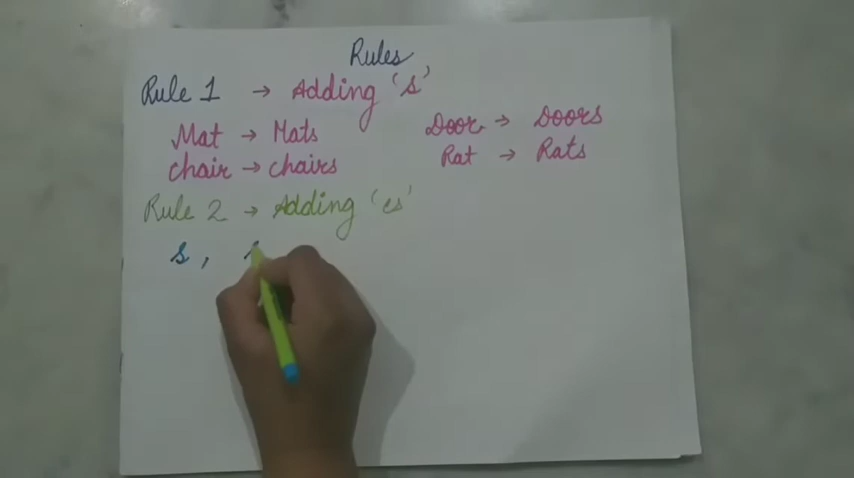 Rules
Rule 1 → Adding 's'
Mat → Mats Door → Doors
chair → chairs Rat → Rats
Rule 2 → Adding 'es'
s,